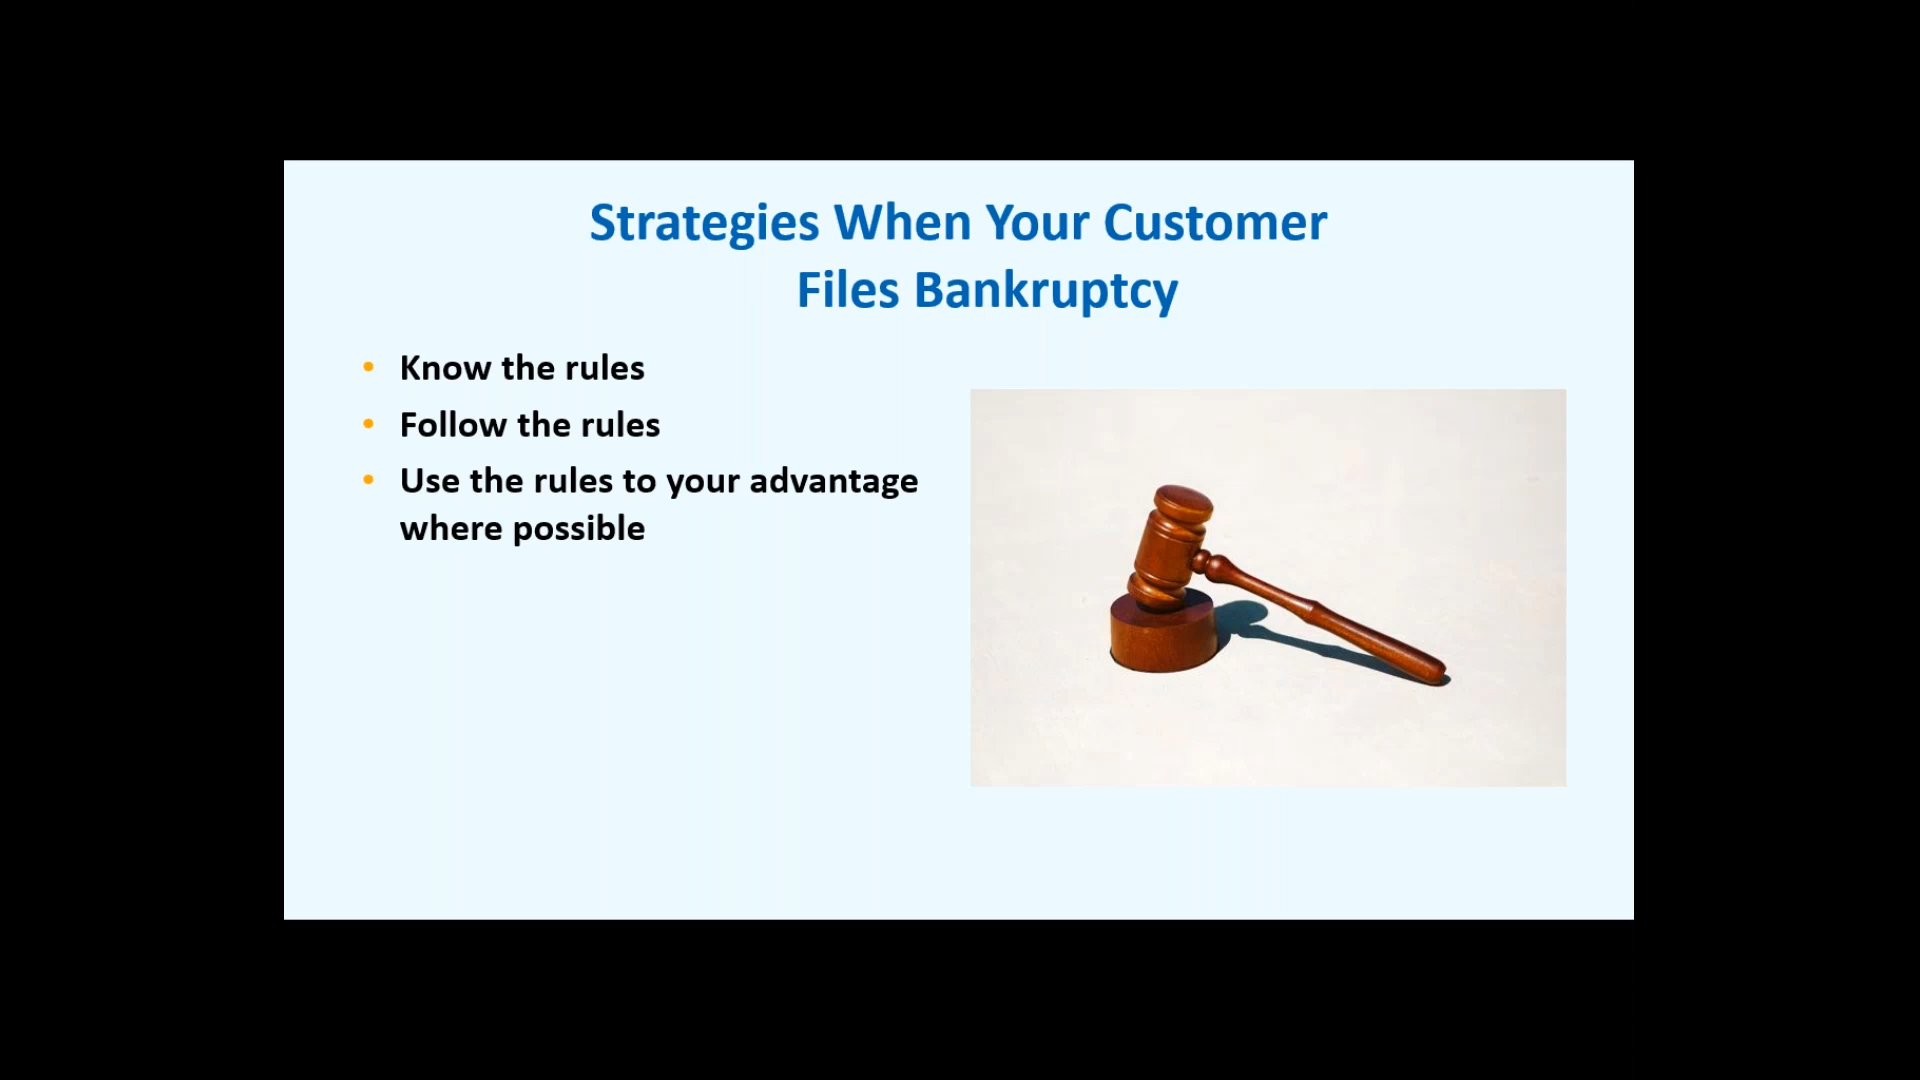 Strategies When Your Customer
Files Bankruptcy
• Know the rules
• Follow the rules
• Use the rules to your advantage
where possible